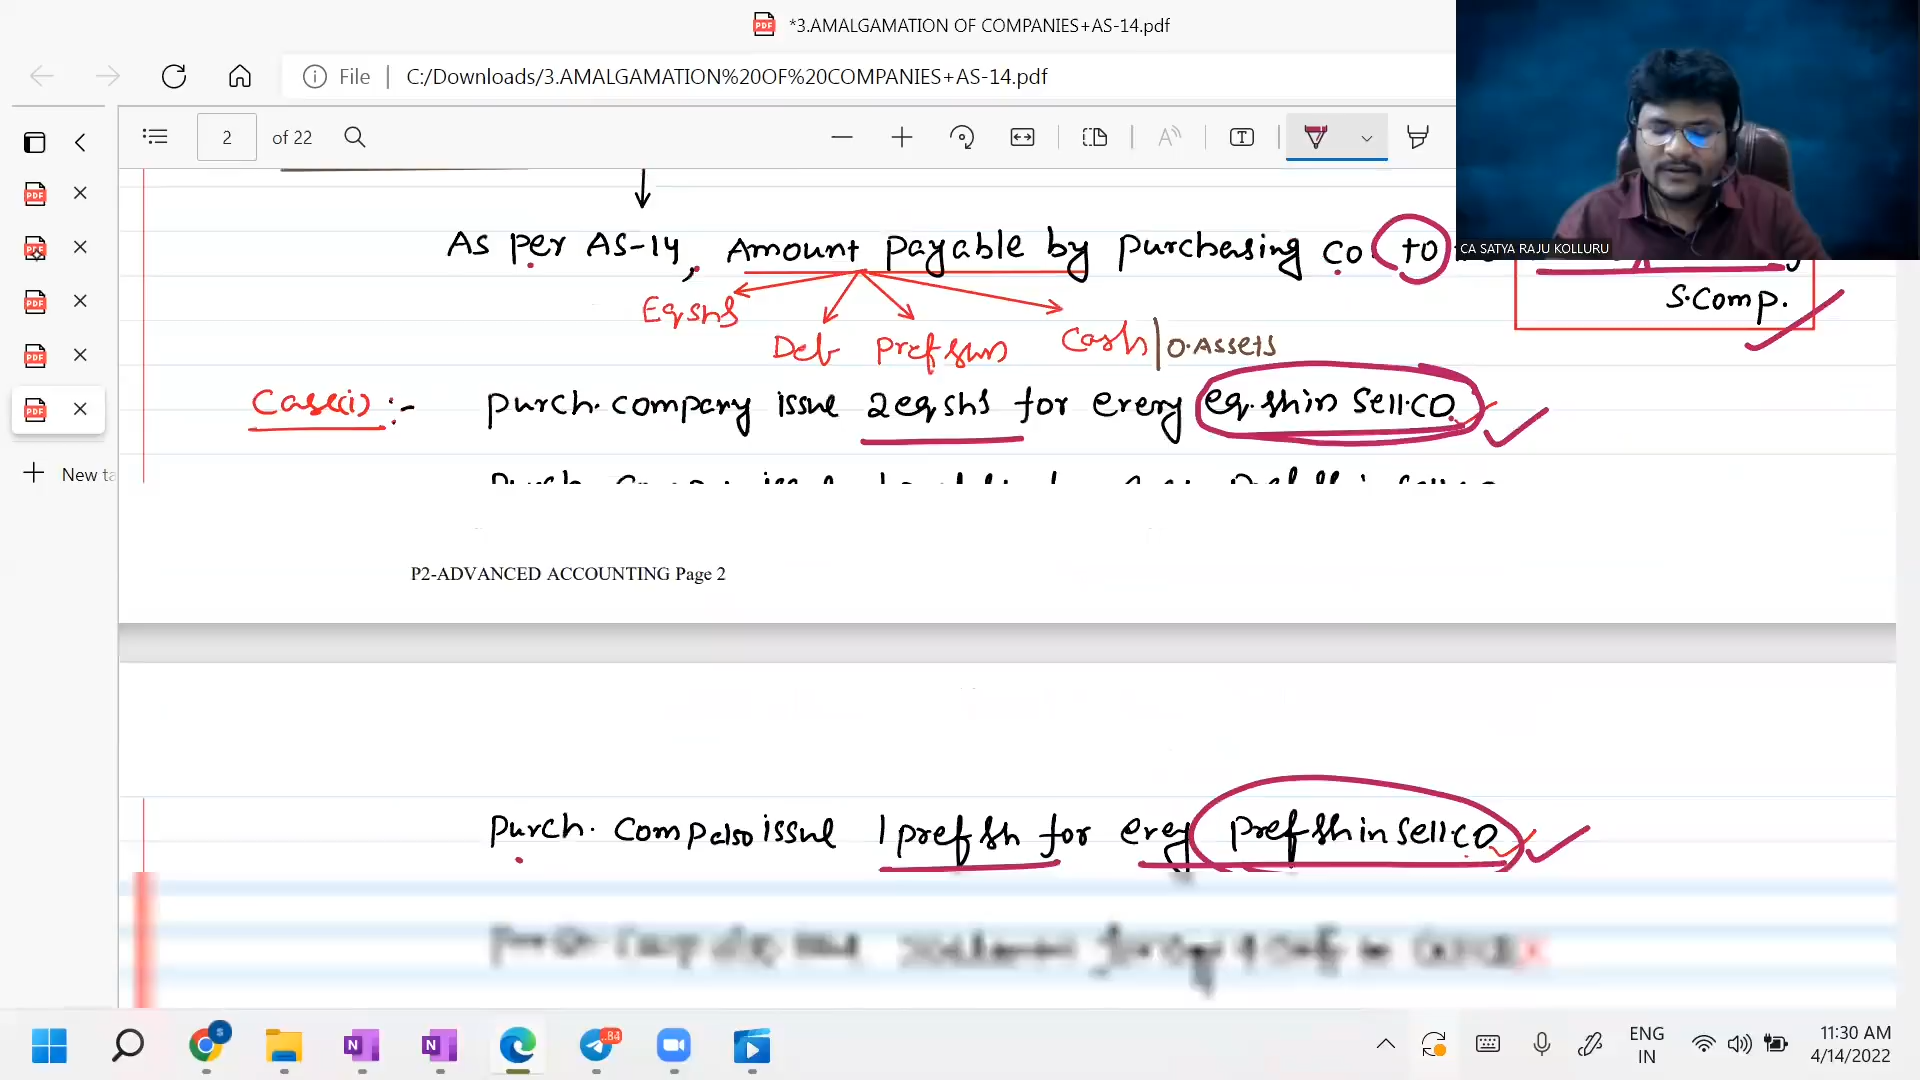 *3.AMALGAMATION OF COMPANIES+AS-14.pdf
File | C:/Downloads/3.AMALGAMATION%20OF%20COMPANIES+AS-14.pdf
2 of 22
As per AS-14, Amount payable by purchasing co. to
CA SATYA RAJU KOLLURU
S.Comp.
Eq shs
Deb Pref shs Cash | O.Assets
Case(i):- purch.company issue 2 eq shs for every eq.sh in Sell.co
New ta
P2-ADVANCED ACCOUNTING Page 2
purch. Comp also issue 1 pref sh for every pref sh in sell.co
84
ENG
IN
11:30 AM
4/14/2022